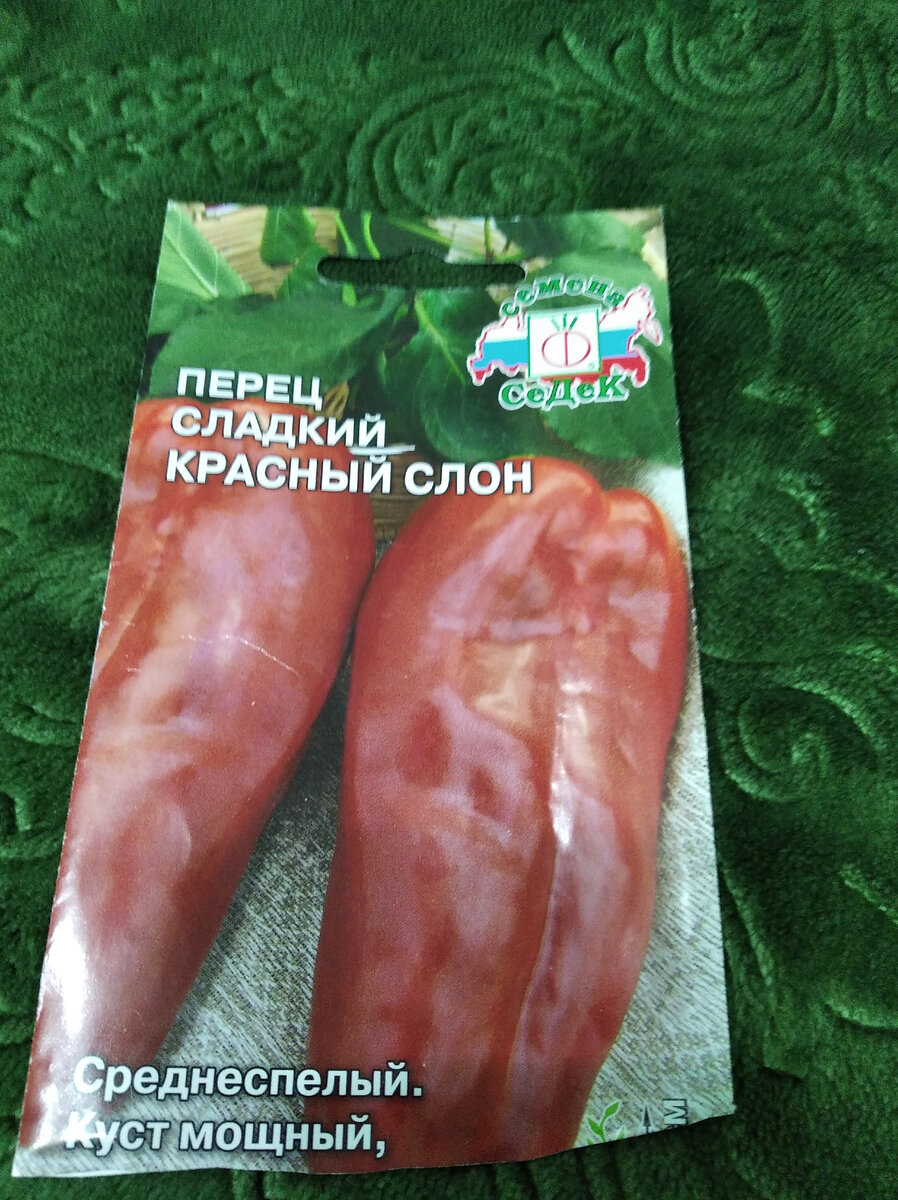 семена
СеДеК
ПЕРЕЦ
СЛАДКИЙ
КРАСНЫЙ СЛОН
Среднеспелый.
Куст мощный,